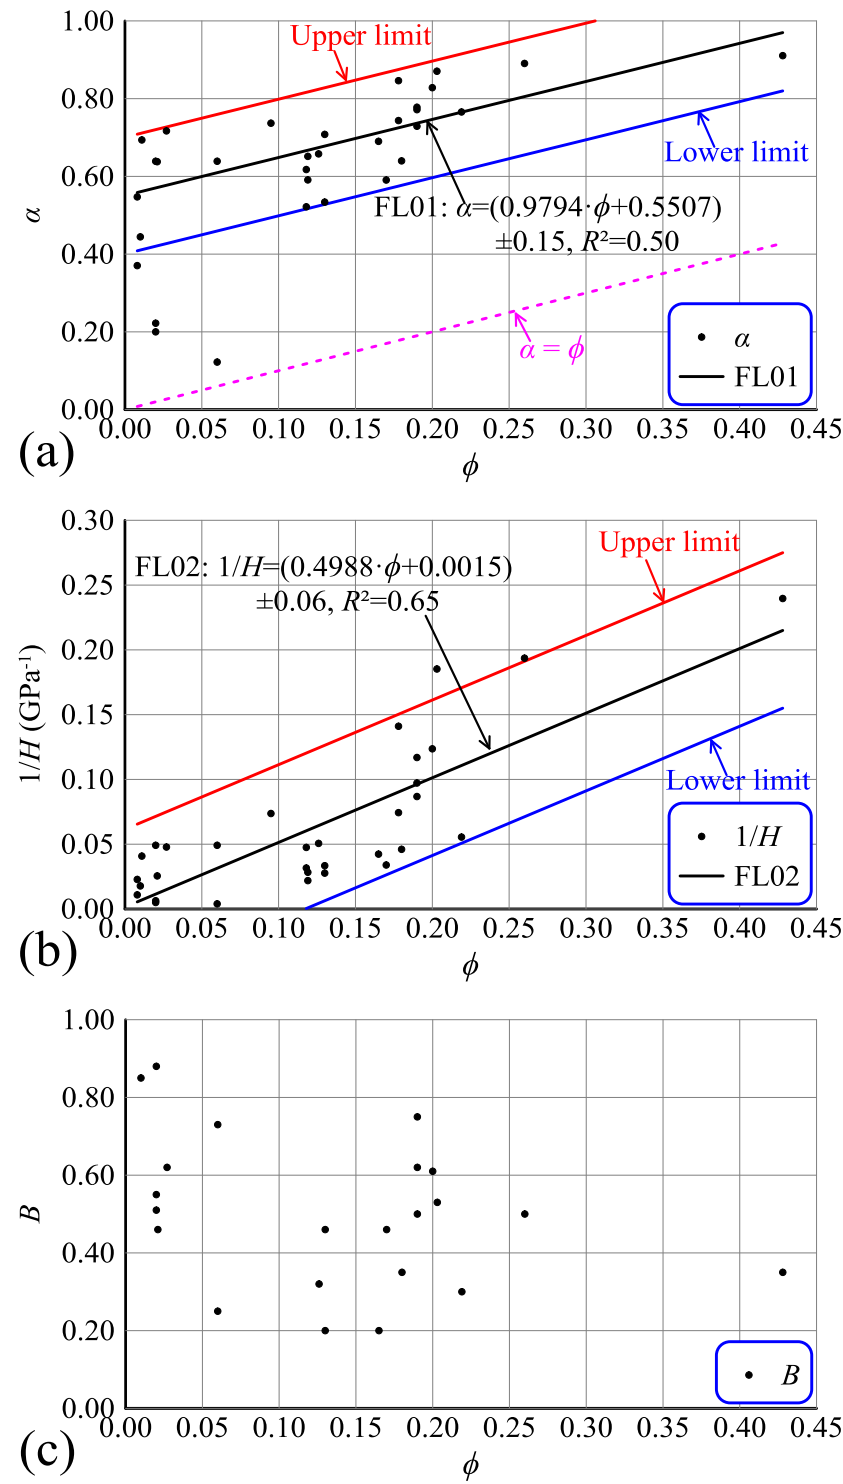 1.00
Upper limit
0.80
Lower limit
0.60
FL01: α=(0.9794·ϕ+0.5507)
±0.15, R²=0.50
α
0.40
0.20
α = ϕ
α
FL01
0.00
0.00 0.05 0.10 0.15 0.20 0.25 0.30 0.35 0.40 0.45
(a)
ϕ
0.30
Upper limit
FL02: 1/H=(0.4988·ϕ+0.0015)
±0.06, R²=0.65
0.25
0.20
1/H (GPa⁻¹)
0.15
0.10
Lower limit
0.05
1/H
FL02
0.00
0.00 0.05 0.10 0.15 0.20 0.25 0.30 0.35 0.40 0.45
(b)
ϕ
1.00
0.80
0.60
B
0.40
0.20
B
0.00
0.00 0.05 0.10 0.15 0.20 0.25 0.30 0.35 0.40 0.45
(c)
ϕ